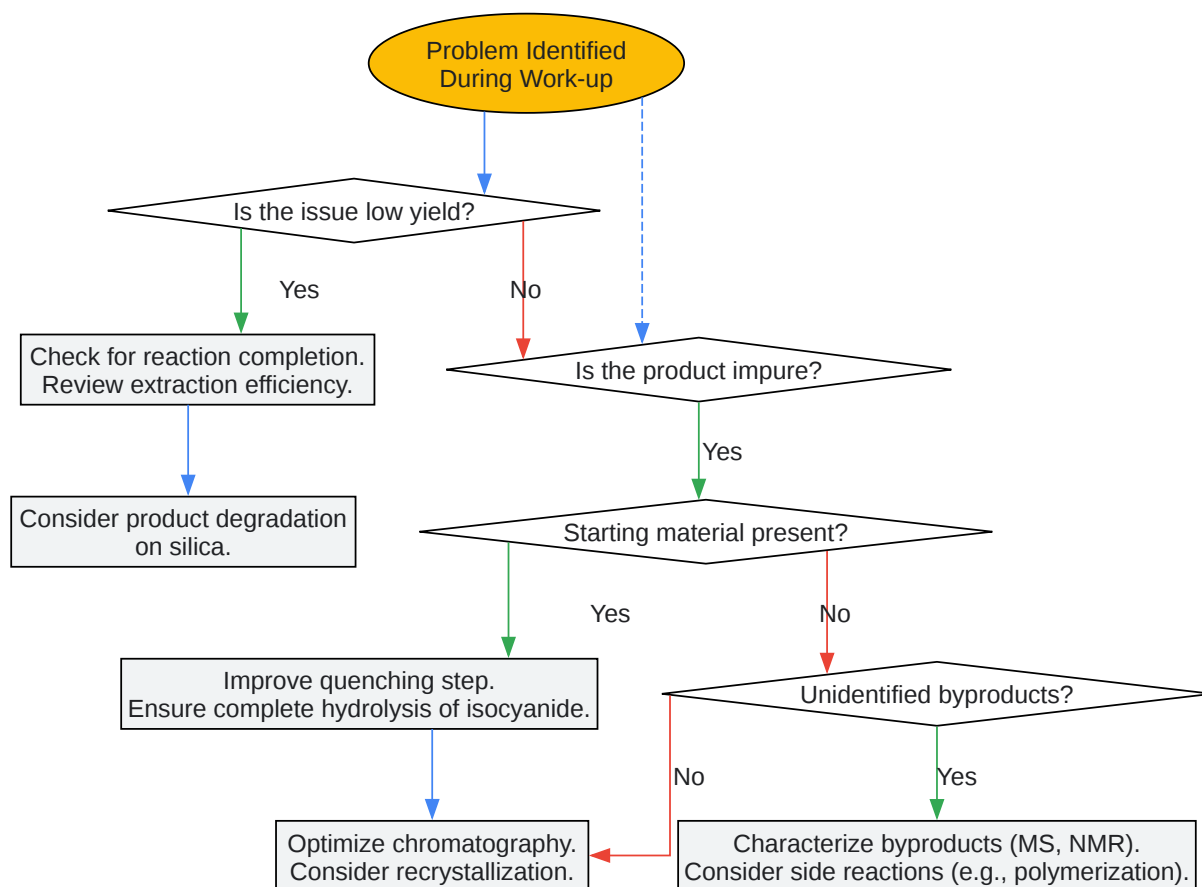 Problem Identified
During Work-up
Is the issue low yield?
Yes
No
Check for reaction completion.
Review extraction efficiency.
Is the product impure?
Yes
Consider product degradation
on silica.
Starting material present?
Yes
No
Improve quenching step.
Ensure complete hydrolysis of isocyanide.
Unidentified byproducts?
No
Yes
Optimize chromatography.
Consider recrystallization.
Characterize byproducts (MS, NMR).
Consider side reactions (e.g., polymerization).